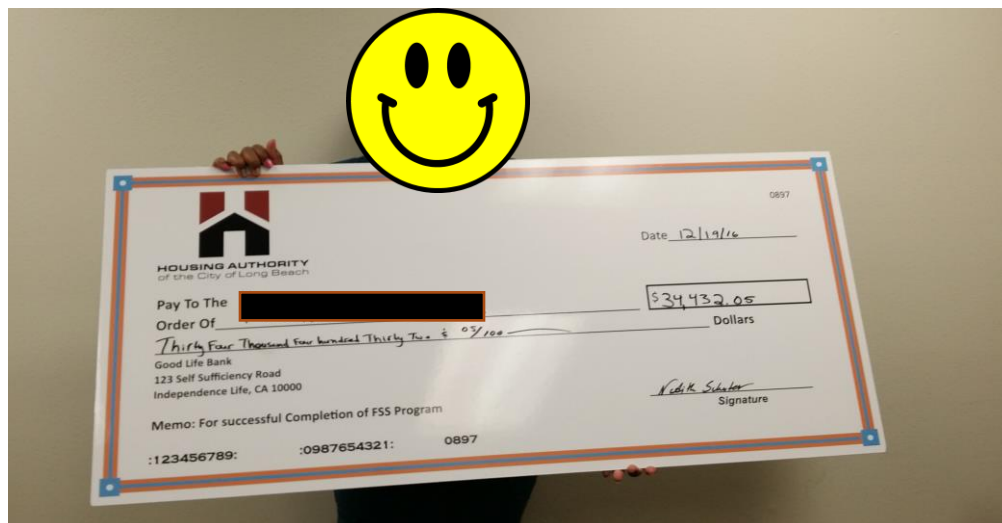 0897
HOUSING AUTHORITY
of the City of Long Beach
Date 12/19/16
Pay To The
Order Of
$34,432.05
Thirty Four Thousand Four hundred Thirty Two & 05/100
Dollars
Good Life Bank
123 Self Sufficiency Road
Independence Life, CA 10000
Signature
Memo: For successful Completion of FSS Program
:123456789: :0987654321: 0897